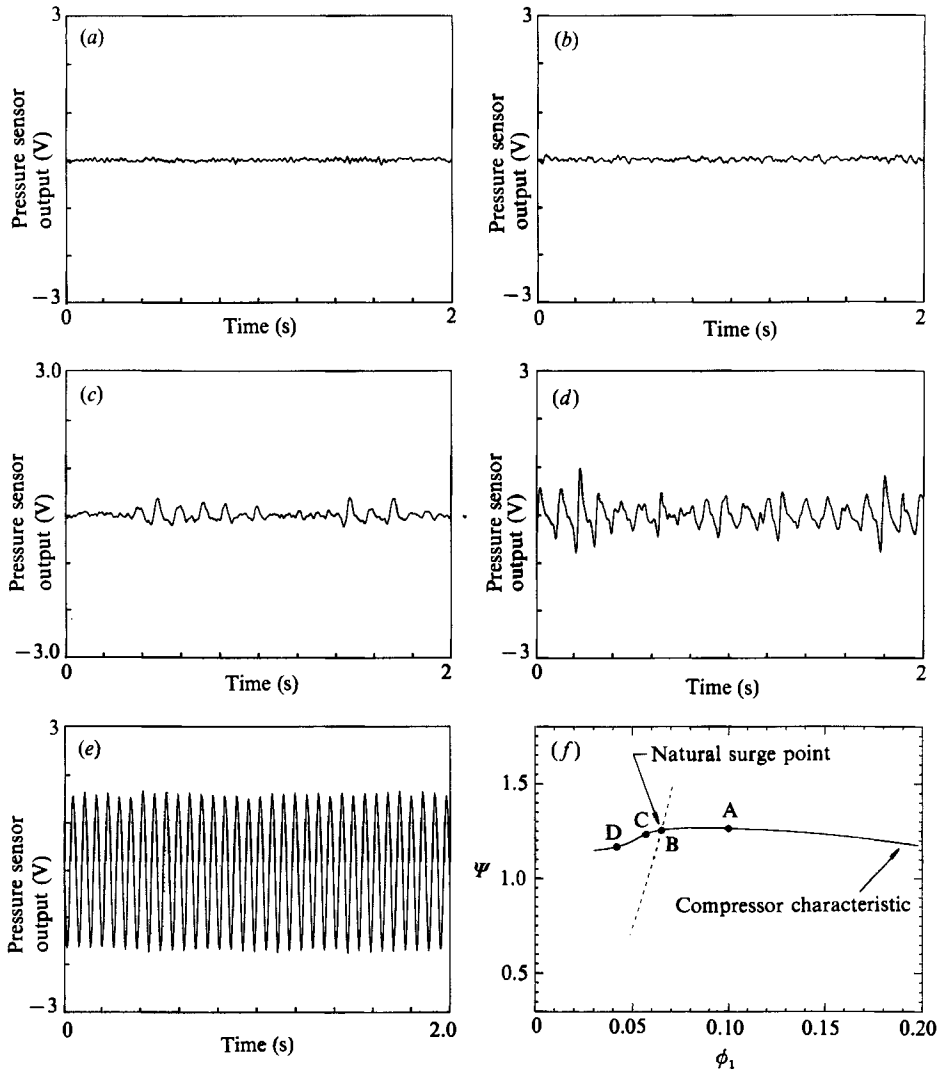 3
(a)
Pressure sensor
output (V)
−3
0
Time (s)
2
3
(b)
Pressure sensor
output (V)
−3
0
Time (s)
2
3.0
(c)
Pressure sensor
output (V)
−3.0
0
Time (s)
2
3
(d)
Pressure sensor
output (V)
−3
0
Time (s)
2
3
(e)
Pressure sensor
output (V)
−3
0
Time (s)
2.0
(f)
Natural surge point
1.5
D
C
B
A
Ψ
1.0
Compressor characteristic
0.5
0
0.05
0.10
0.15
0.20
ϕ1